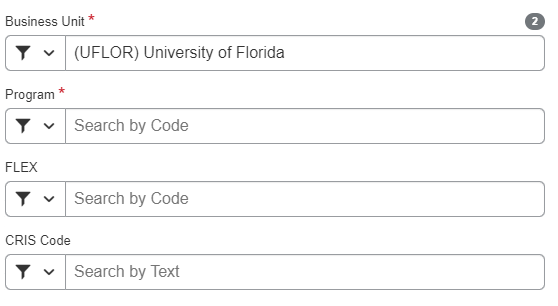 Business Unit * 2
(UFLOR) University of Florida
Program *
Search by Code
FLEX
Search by Code
CRIS Code
Search by Text